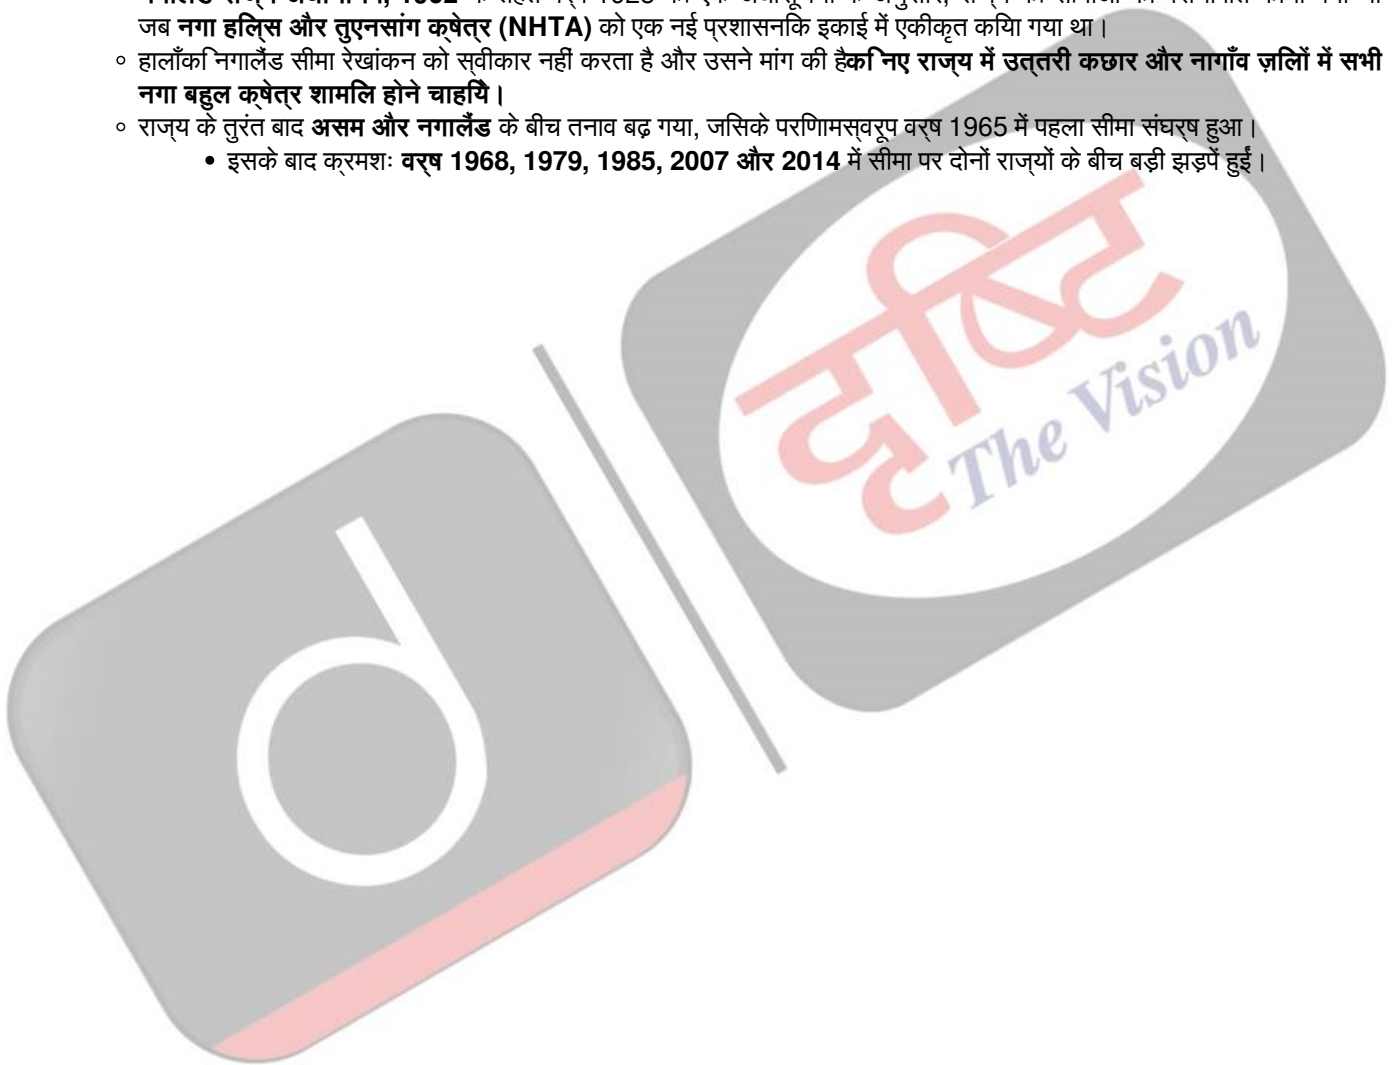 जब नगा हिल्स और तुएनसांग क्षेत्र (NHTA) को एक नई प्रशासनिक इकाई में एकीकृत किया गया था।
हालाँकि नगालैंड सीमा रेखांकन को स्वीकार नहीं करता है और उसने मांग की है कि नए राज्य में उत्तरी कछार और नागाँव ज़िलों में सभी
नगा बहुल क्षेत्र शामिल होने चाहिये।
राज्य के तुरंत बाद असम और नगालैंड के बीच तनाव बढ़ गया, जिसके परिणामस्वरूप वर्ष 1965 में पहला सीमा संघर्ष हुआ।
इसके बाद क्रमशः वर्ष 1968, 1979, 1985, 2007 और 2014 में सीमा पर दोनों राज्यों के बीच बड़ी झड़पें हुईं।
दृष्टि
The Vision
d